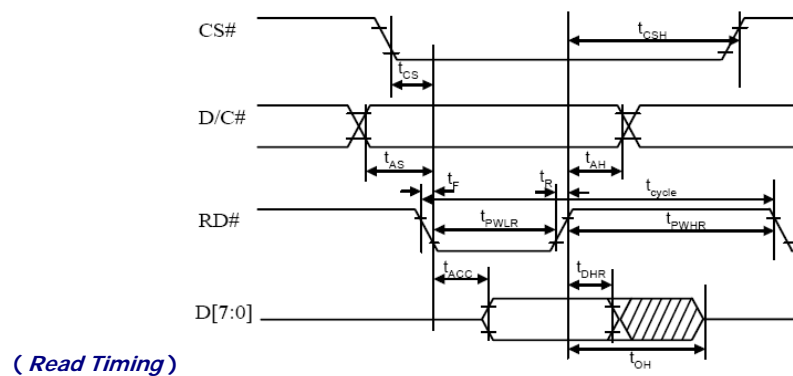 CS#
tCSH
tCS
D/C#
tAS
tAH
tF
tR
tcycle
RD#
tPWLR
tPWHR
tACC
tDHR
D[7:0]
tOH
( Read Timing )